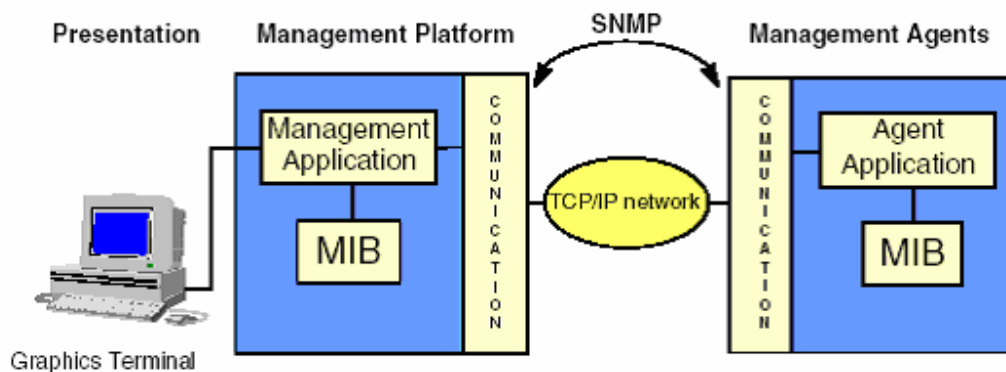 Presentation
Management Platform
SNMP
Management Agents
COMMUNICATION
Management
Application
MIB
TCP/IP network
COMMUNICATION
Agent
Application
MIB
Graphics Terminal